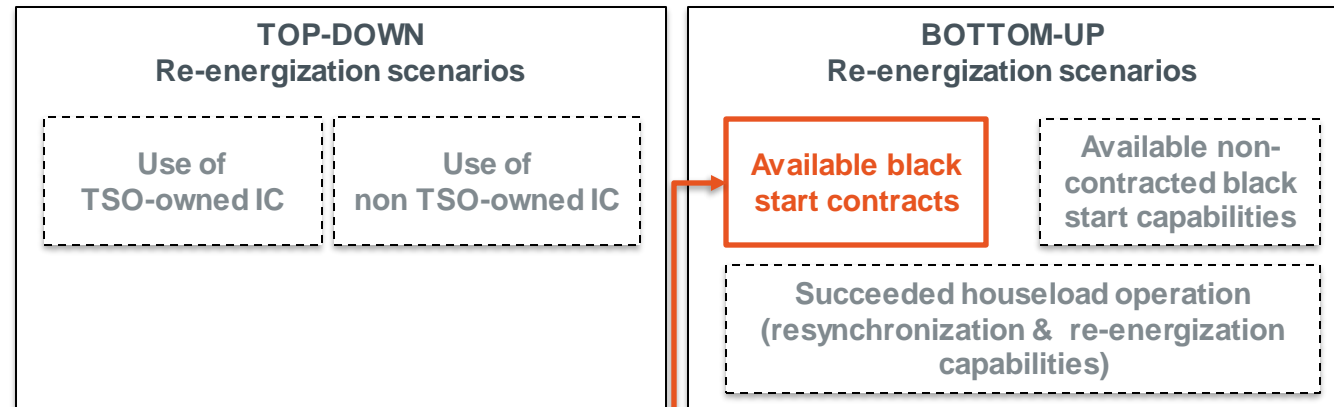 TOP-DOWN
Re-energization scenarios
Use of
TSO-owned IC
Use of
non TSO-owned IC
BOTTOM-UP
Re-energization scenarios
Available black
start contracts
Available non-
contracted black
start capabilities
Succeeded houseload operation
(resynchronization & re-energization
capabilities)